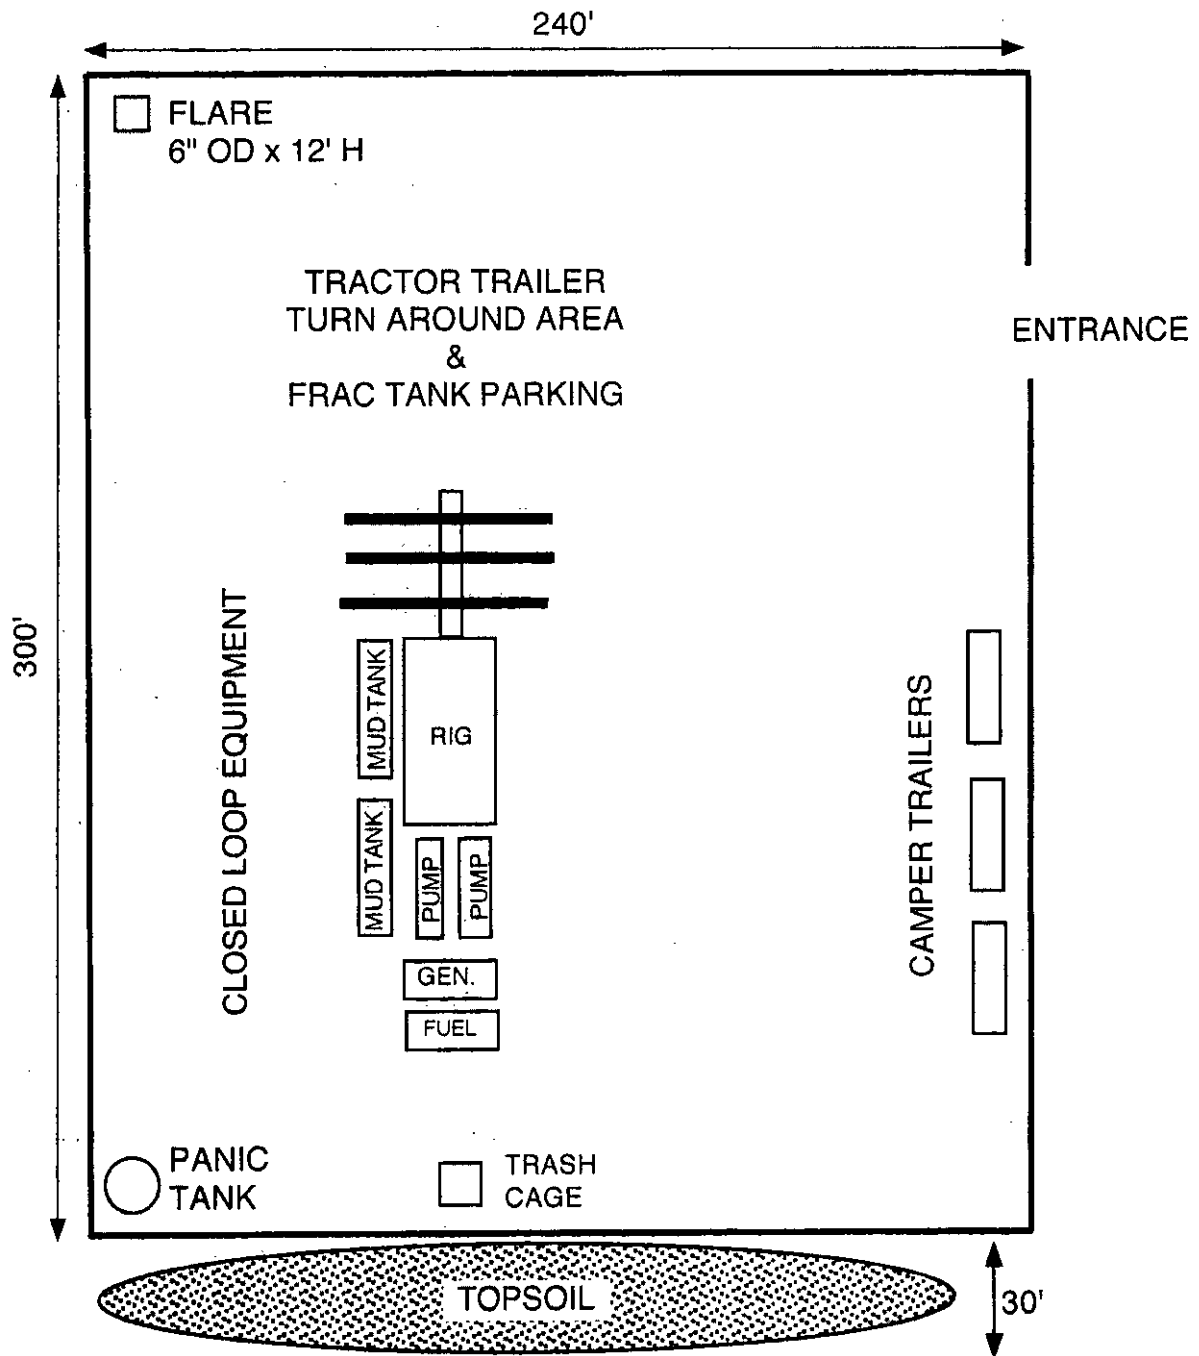 240'
FLARE
6" OD x 12' H
TRACTOR TRAILER
TURN AROUND AREA
&
FRAC TANK PARKING
ENTRANCE
300'
CLOSED LOOP EQUIPMENT
MUD TANK
RIG
MUD TANK
PUMP
PUMP
GEN.
FUEL
CAMPER TRAILERS
PANIC
TANK
TRASH
CAGE
TOPSOIL
30'